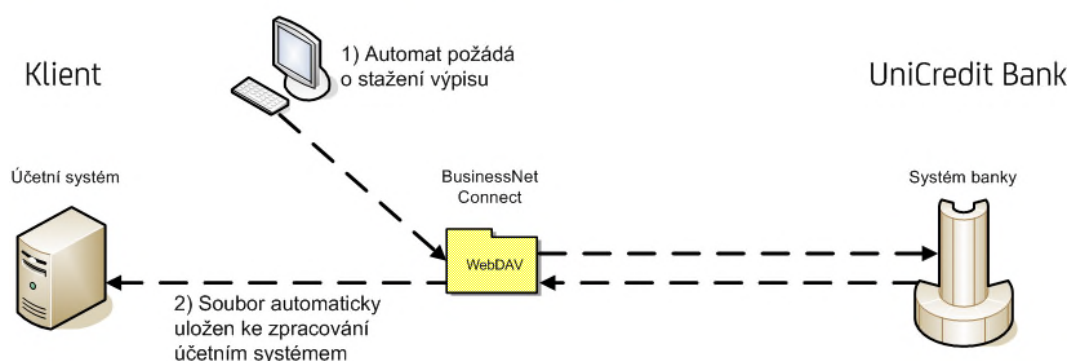 1) Automat požádá
o stažení výpisu
Klient
UniCredit Bank
Účetní systém
BusinessNet
Connect
Systém banky
WebDAV
2) Soubor automaticky
uložen ke zpracování
účetním systémem